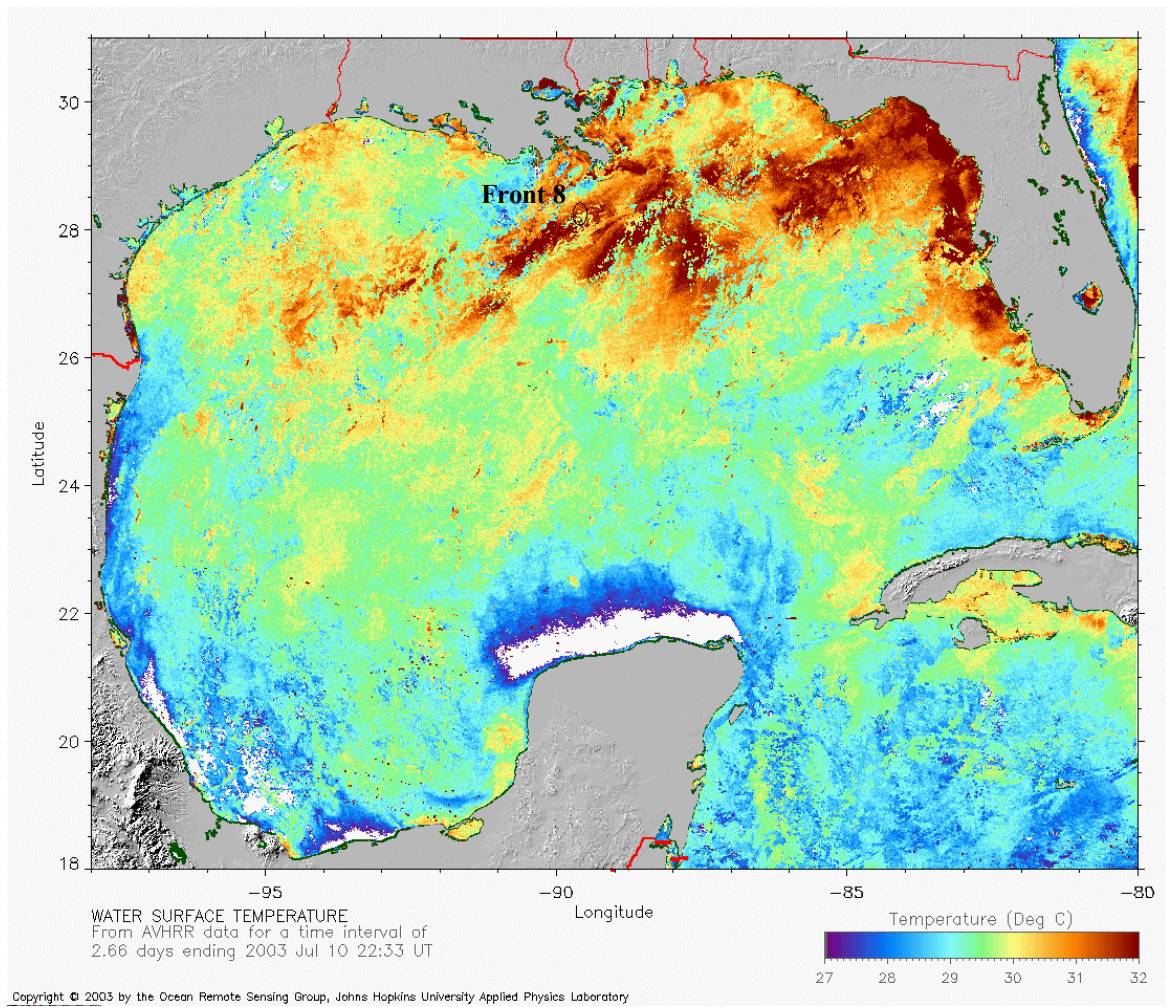 Front 8
30
28
26
24
22
20
18
Latitude
-95
-90
-85
-80
Longitude
WATER SURFACE TEMPERATURE
From AVHRR data for a time interval of
2.66 days ending 2003 Jul 10 22:33 UT
Temperature (Deg C)
27 28 29 30 31 32
Copyright © 2003 by the Ocean Remote Sensing Group, Johns Hopkins University Applied Physics Laboratory